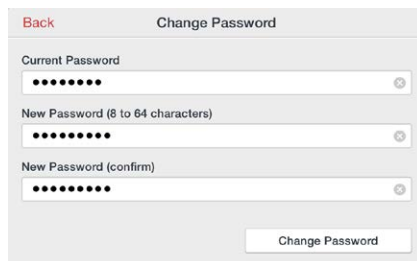 Back Change Password
Current Password
●●●●●●●●
New Password (8 to 64 characters)
●●●●●●●●●
New Password (confirm)
●●●●●●●●●
Change Password